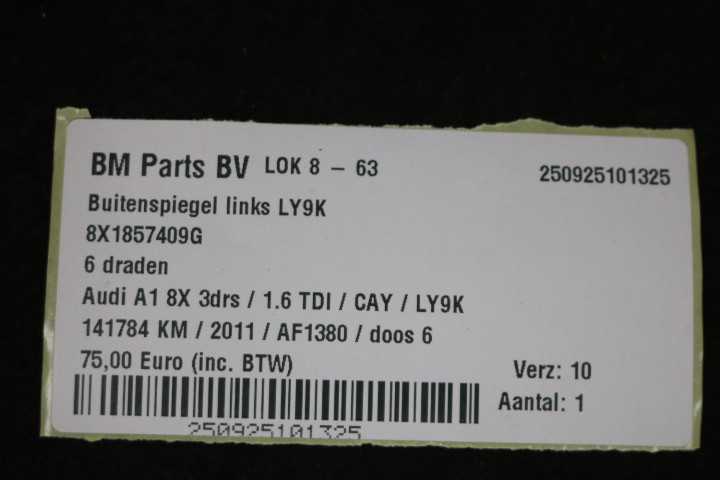 BM Parts BV LOK 8 – 63 250925101325
Buitenspiegel links LY9K
8X1857409G
6 draden
Audi A1 8X 3drs / 1.6 TDI / CAY / LY9K
141784 KM / 2011 / AF1380 / doos 6
75,00 Euro (inc. BTW) Verz: 10
Aantal: 1
250925101325